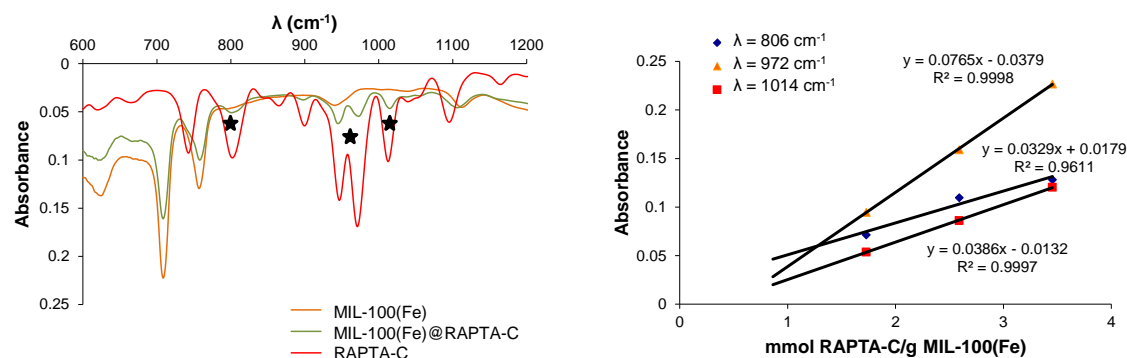 λ (cm-1)
600 700 800 900 1000 1100 1200
0
0.05
0.1
0.15
0.2
0.25
Absorbance
MIL-100(Fe)
MIL-100(Fe)@RAPTA-C
RAPTA-C
λ = 806 cm-1
λ = 972 cm-1
λ = 1014 cm-1
y = 0.0765x - 0.0379
R² = 0.9998
y = 0.0329x + 0.0179
R² = 0.9611
y = 0.0386x - 0.0132
R² = 0.9997
0.25
0.2
0.15
0.1
0.05
0
Absorbance
0 1 2 3 4
mmol RAPTA-C/g MIL-100(Fe)